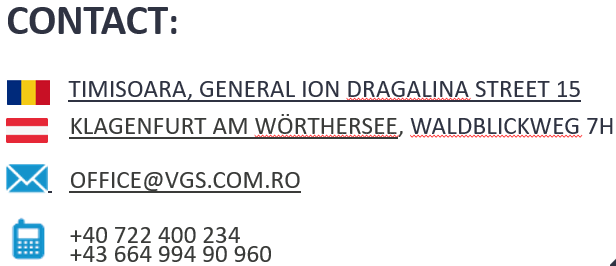 CONTACT:
TIMISOARA, GENERAL ION DRAGALINA STREET 15
KLAGENFURT AM WÖRTHERSEE, WALDBLICKWEG 7H
OFFICE@VGS.COM.RO
+40 722 400 234
+43 664 994 90 960